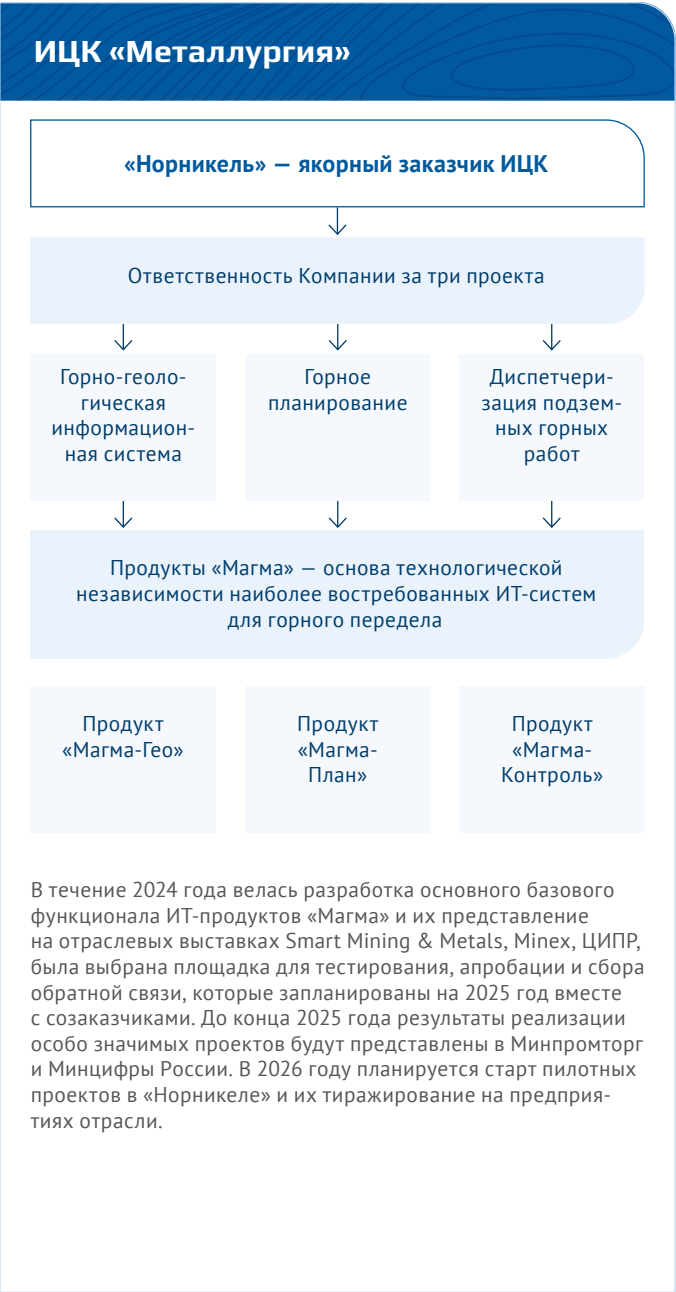 ИЦК «Металлургия»
«Норникель» — якорный заказчик ИЦК
Ответственность Компании за три проекта
Горно-геоло-
гическая
информацион-
ная система
Горное
планирование
Диспетчери-
зация подзем-
ных горных
работ
Продукты «Магма» — основа технологической
независимости наиболее востребованных ИТ-систем
для горного передела
Продукт
«Магма-Гео»
Продукт
«Магма-
План»
Продукт
«Магма-
Контроль»
В течение 2024 года велась разработка основного базового
функционала ИТ-продуктов «Магма» и их представление
на отраслевых выставках Smart Mining & Metals, Minex, ЦИПР,
была выбрана площадка для тестирования, апробации и сбора
обратной связи, которые запланированы на 2025 год вместе
с созаказчиками. До конца 2025 года результаты реализации
особо значимых проектов будут представлены в Минпромторг
и Минцифры России. В 2026 году планируется старт пилотных
проектов в «Норникеле» и их тиражирование на предприя-
тиях отрасли.